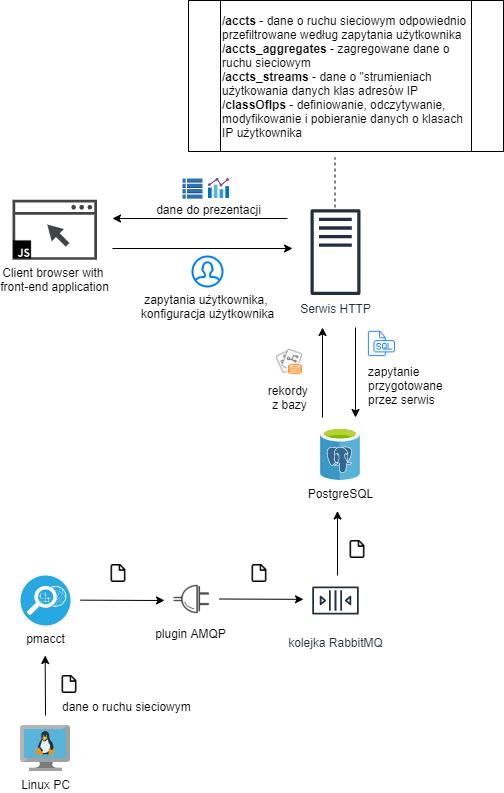 /accts - dane o ruchu sieciowym odpowiednio
przefiltrowane według zapytania użytkownika
/accts_aggregates - zagregowane dane o
ruchu sieciowym
/accts_streams - dane o "strumieniach
użytkowania danych klas adresów IP
/classOfIps - definiowanie, odczytywanie,
modyfikowanie i pobieranie danych o klasach
IP użytkownika
dane do prezentacji
JS
Client browser with
front-end application
zapytania użytkownika,
konfiguracja użytkownika
Serwis HTTP
SQL
rekordy
z bazy
zapytanie
przygotowane
przez serwis
PostgreSQL
pmacct
plugin AMQP
kolejka RabbitMQ
dane o ruchu sieciowym
Linux PC